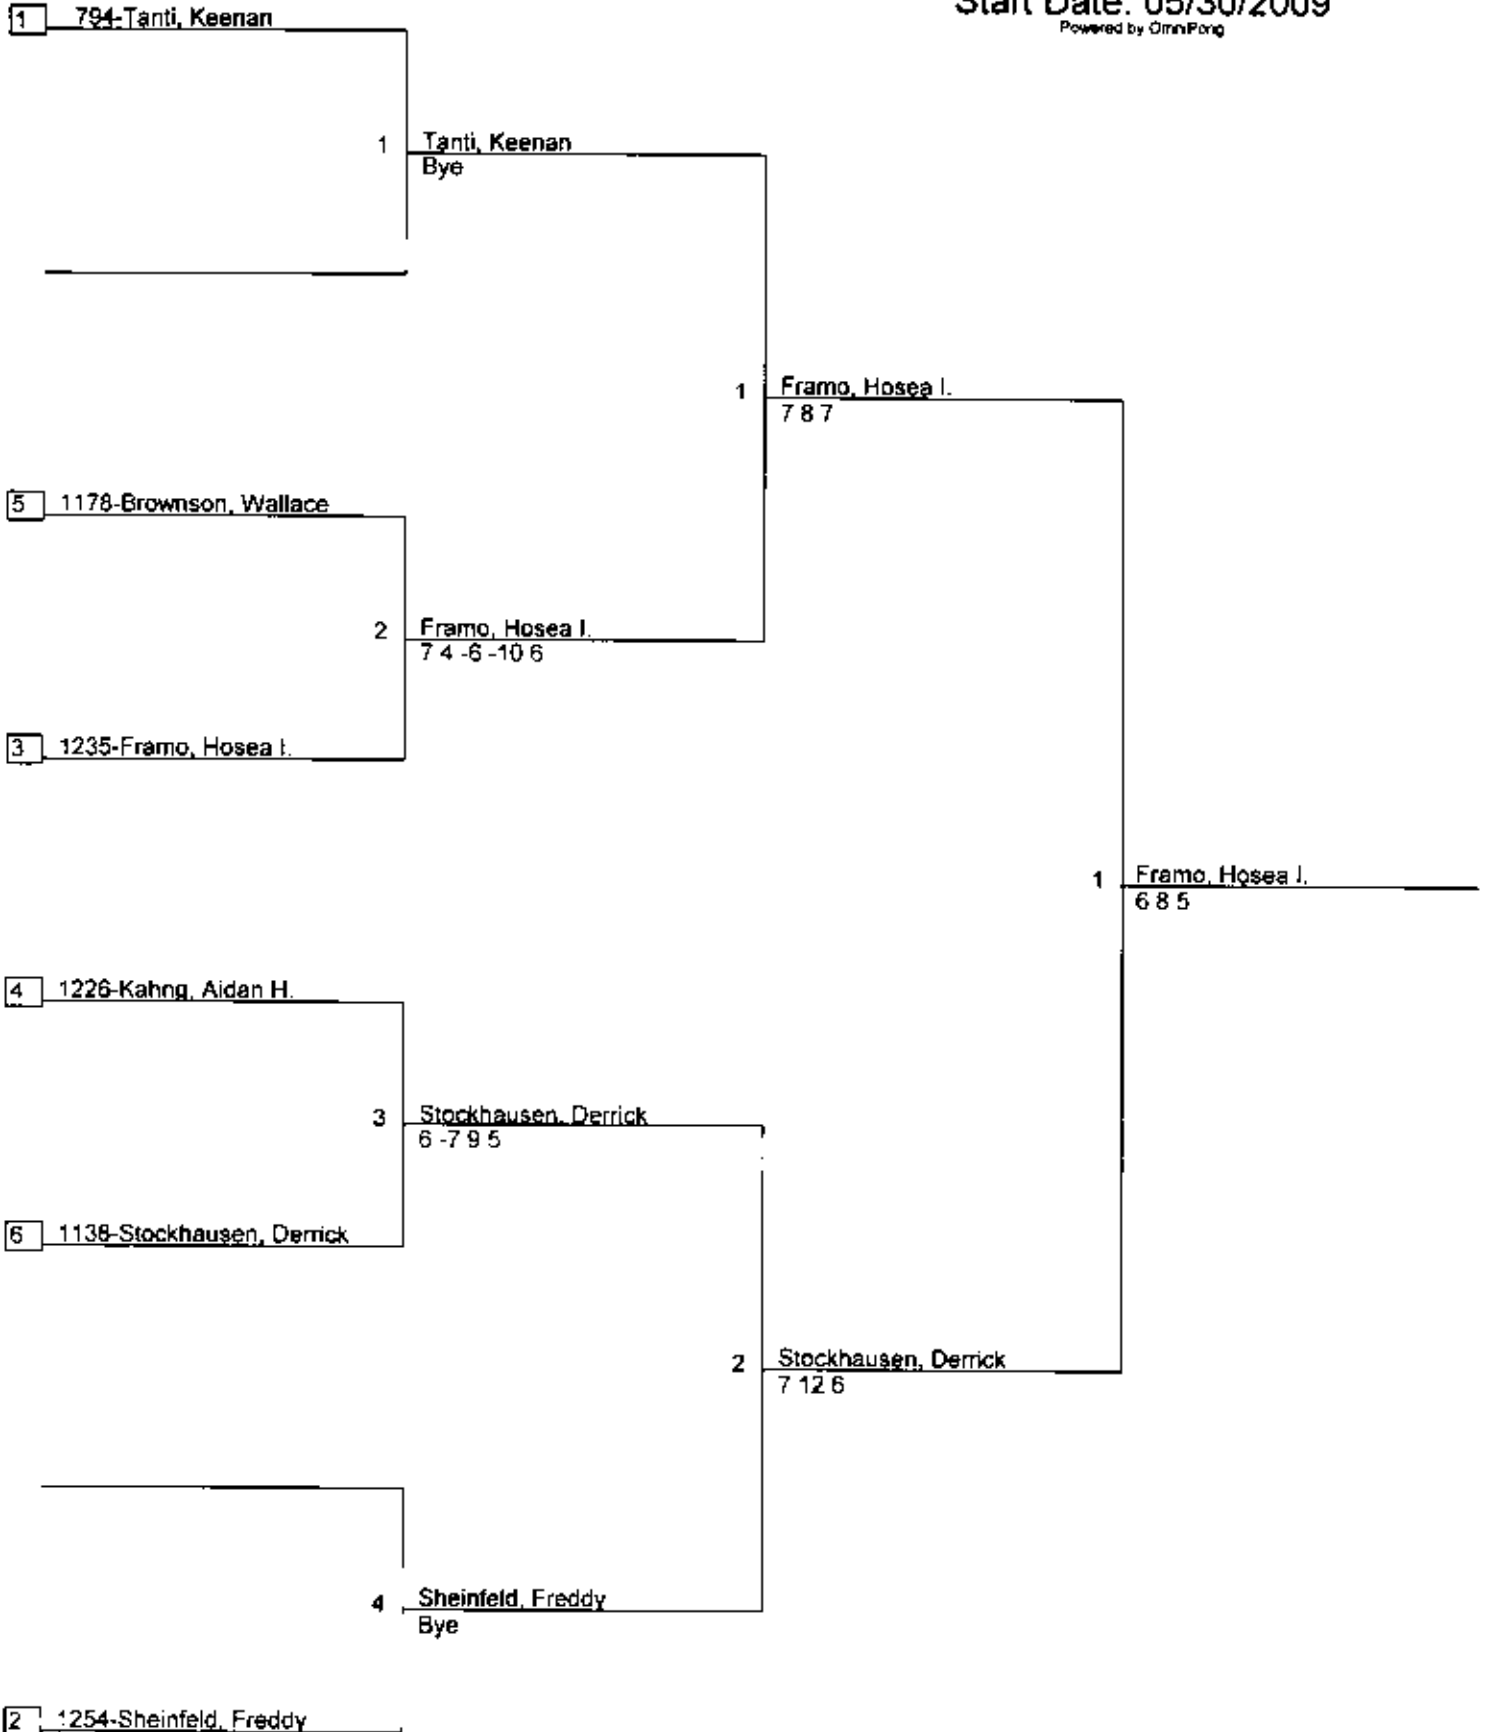 Start Date: 05/30/2009
Powered by OmniPong
1 794-Tanti, Keenan
1 Tanti, Keenan
Bye
1 Framo, Hosea I.
7 8 7
5 1178-Brownson, Wallace
2 Framo, Hosea I.
7 4 -6 -10 6
3 1235-Framo, Hosea I.
1 Framo, Hosea I.
6 8 5
4 1226-Kahng, Aidan H.
3 Stockhausen, Derrick
6 -7 9 5
6 1138-Stockhausen, Derrick
2 Stockhausen, Derrick
7 12 6
4 Sheinfeld, Freddy
Bye
2 1254-Sheinfeld, Freddy